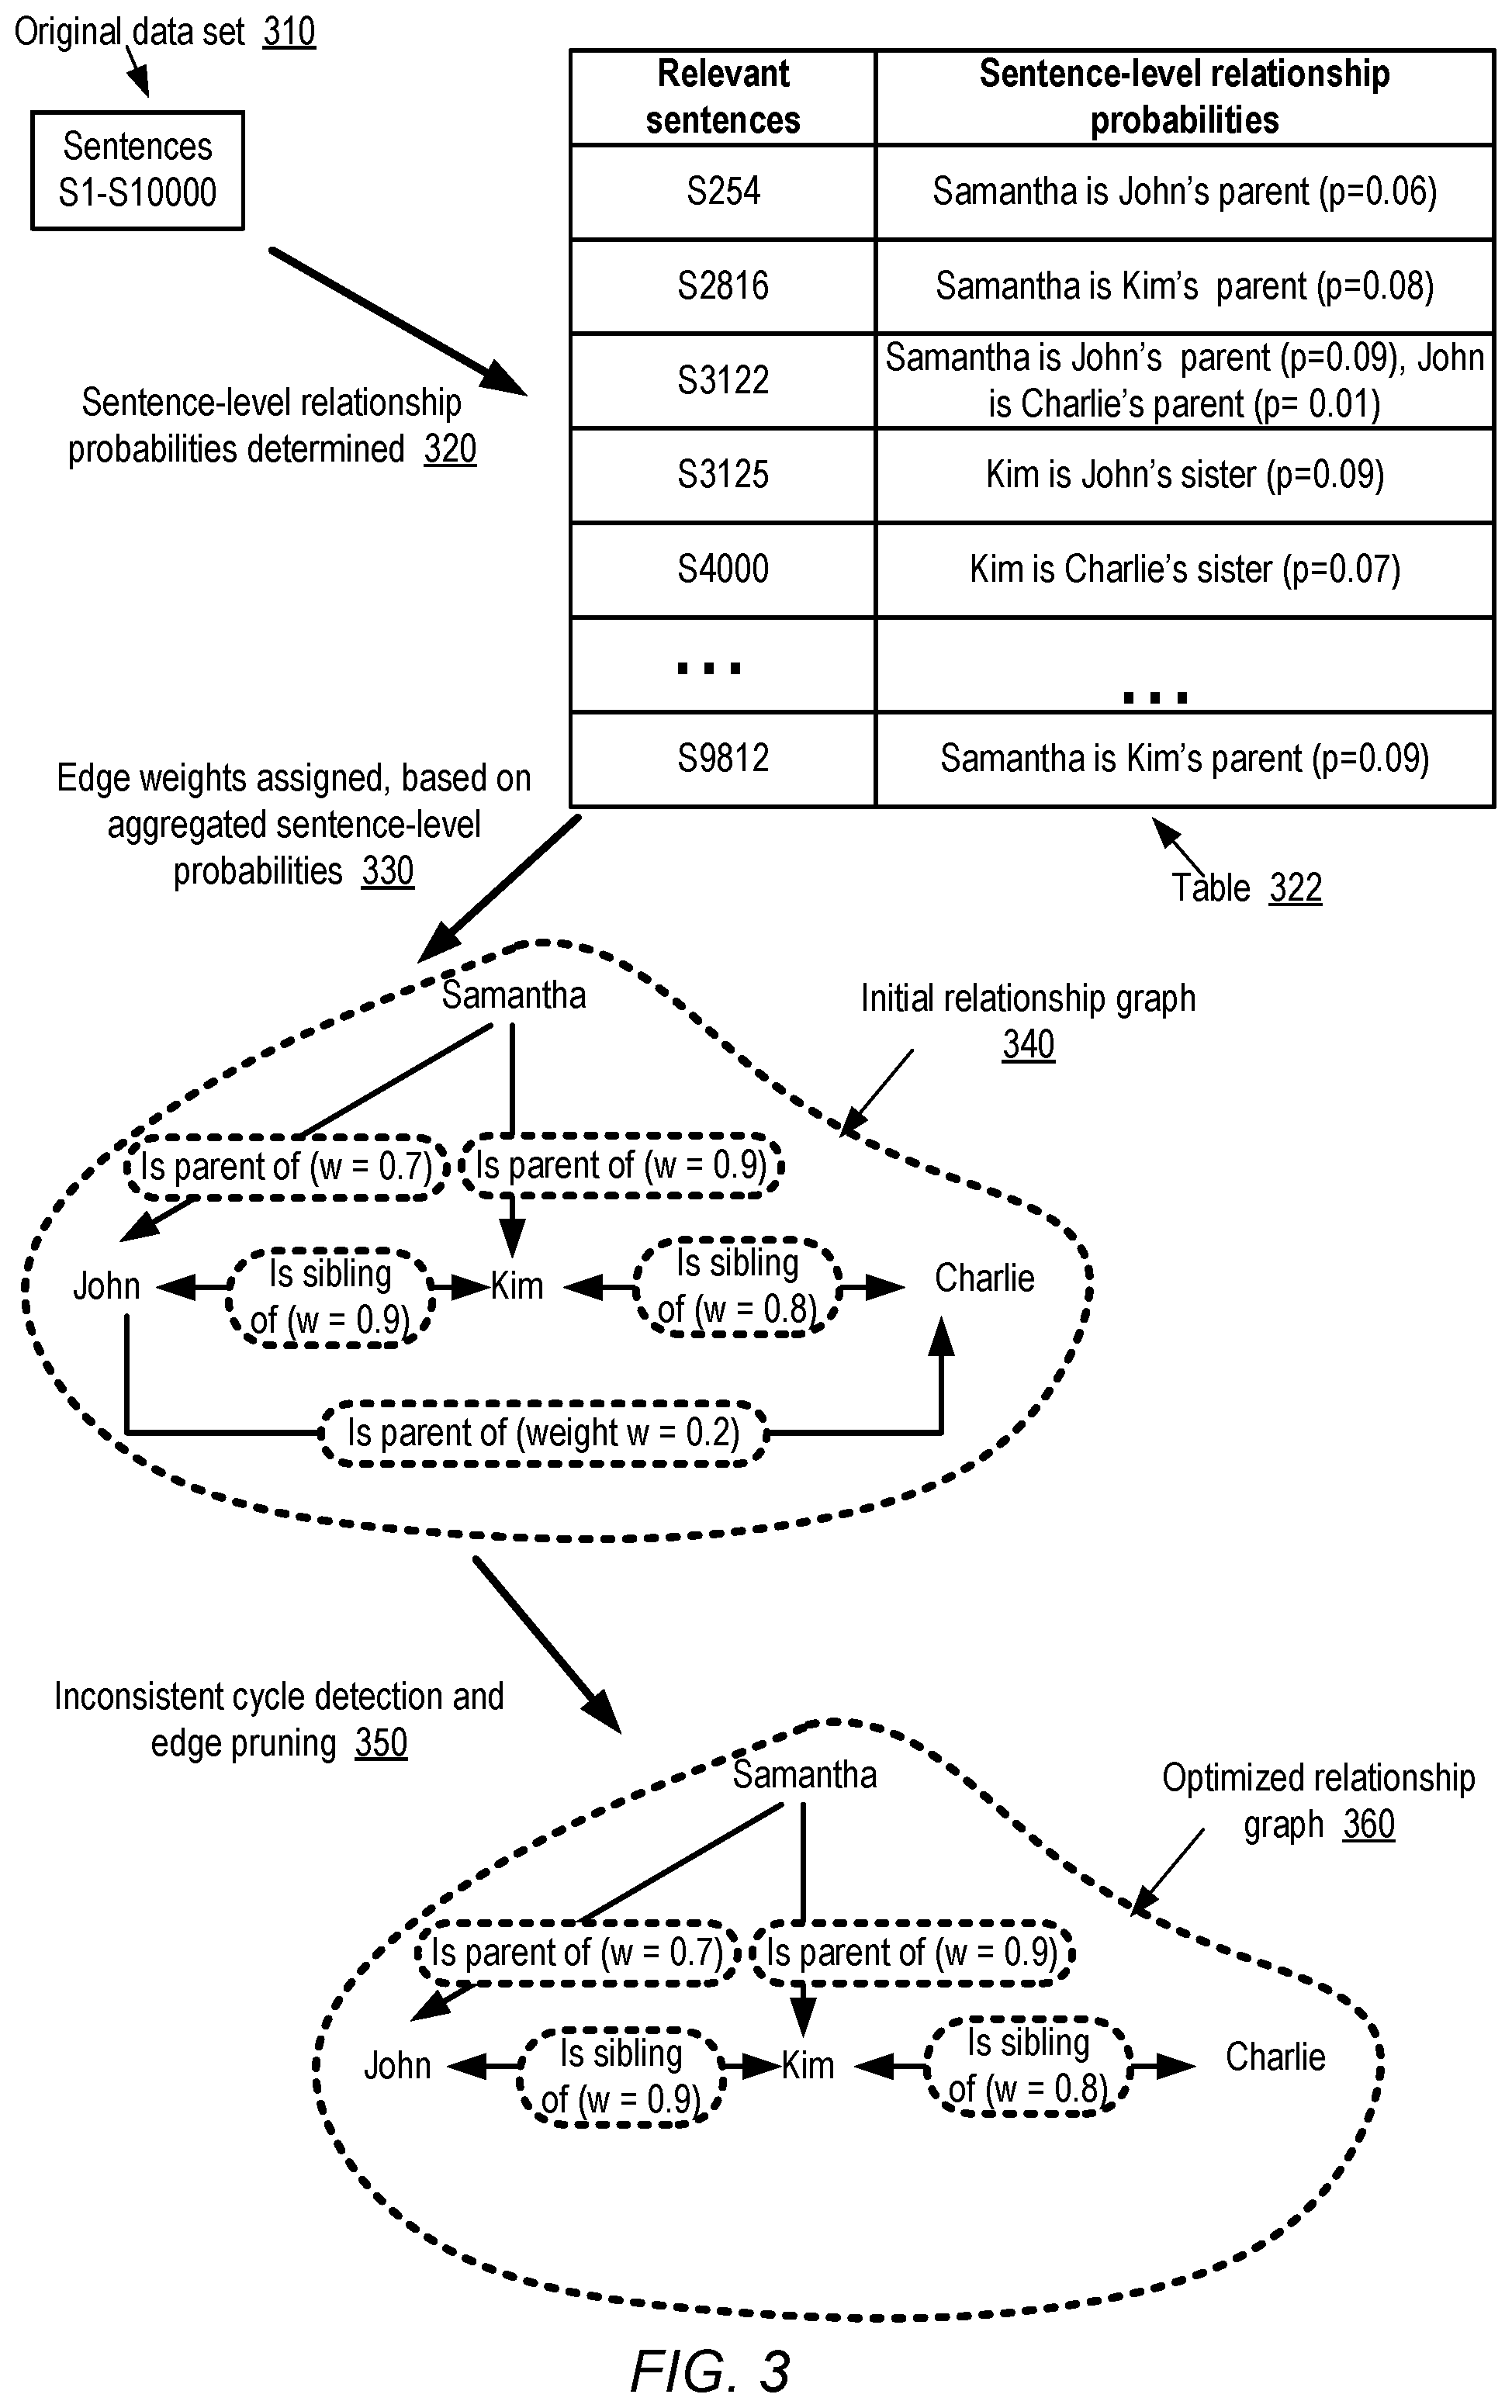 Original data set 310
Sentences
S1-S10000
Relevant
sentences
Sentence-level relationship
probabilities
S254
Samantha is John’s parent (p=0.06)
S2816
Samantha is Kim’s  parent (p=0.08)
S3122
Samantha is John’s  parent (p=0.09), John
is Charlie’s parent (p= 0.01)
S3125
Kim is John’s sister (p=0.09)
S4000
Kim is Charlie’s sister (p=0.07)
...
...
S9812
Samantha is Kim’s parent (p=0.09)
Sentence-level relationship
probabilities determined 320
Table 322
Edge weights assigned, based on
aggregated sentence-level
probabilities 330
Initial relationship graph
340
Samantha
Is parent of (w = 0.7)
Is parent of (w = 0.9)
John
Is sibling
of (w = 0.9)
Kim
Is sibling
of (w = 0.8)
Charlie
Is parent of (weight w = 0.2)
Inconsistent cycle detection and
edge pruning 350
Optimized relationship
graph 360
Samantha
Is parent of (w = 0.7)
Is parent of (w = 0.9)
John
Is sibling
of (w = 0.9)
Kim
Is sibling
of (w = 0.8)
Charlie
FIG. 3